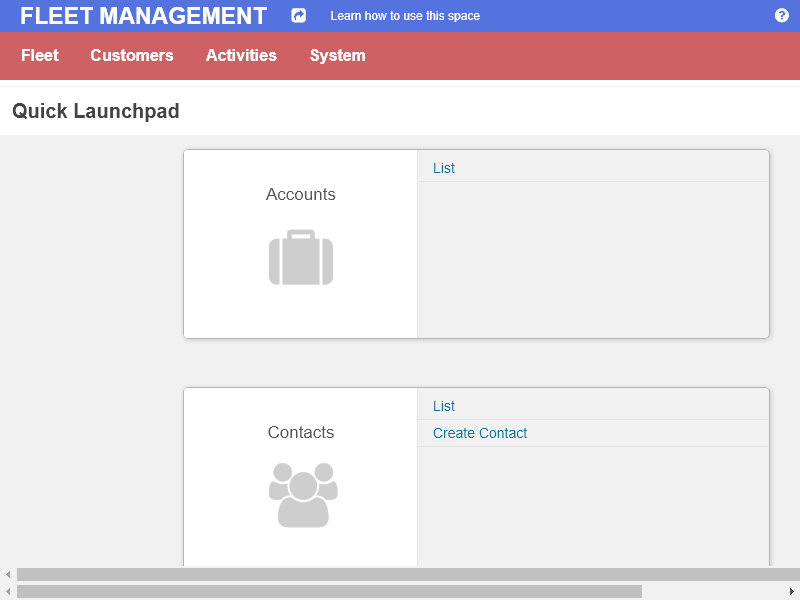 FLEET MANAGEMENT Learn how to use this space ?
Fleet Customers Activities System
Quick Launchpad
Accounts
List
Contacts
List
Create Contact